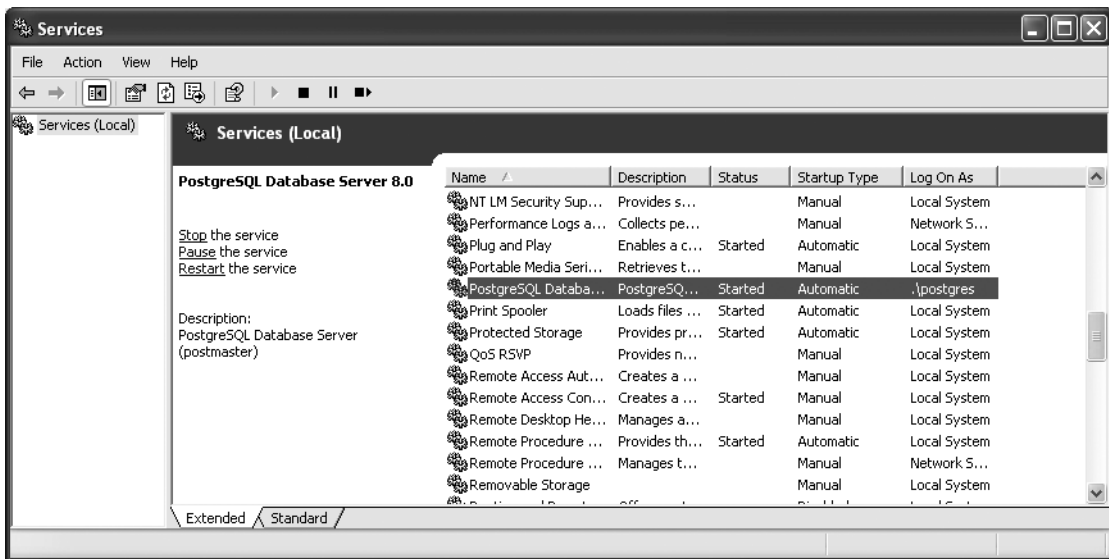 Services
File Action View Help
Services (Local)
Services (Local)
PostgreSQL Database Server 8.0
Stop the service
Pause the service
Restart the service
Description:
PostgreSQL Database Server
(postmaster)
Name Description Status Startup Type Log On As
NT LM Security Sup... Provides s... Manual Local System
Performance Logs a... Collects pe... Manual Network S...
Plug and Play Enables a c... Started Automatic Local System
Portable Media Seri... Retrieves t... Manual Local System
PostgreSQL Databa... PostgreSQ... Started Automatic .\postgres
Print Spooler Loads files ... Started Automatic Local System
Protected Storage Provides pr... Started Automatic Local System
QoS RSVP Provides n... Manual Local System
Remote Access Aut... Creates a ... Manual Local System
Remote Access Con... Creates a ... Started Manual Local System
Remote Desktop He... Manages a... Manual Local System
Remote Procedure ... Provides th... Started Automatic Local System
Remote Procedure ... Manages t... Manual Network S...
Removable Storage Manual Local System
Extended Standard